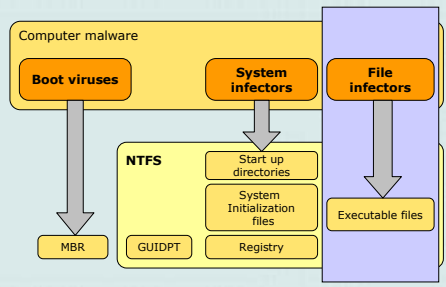 Computer malware
Boot viruses
System
infectors
File
infectors
NTFS
Start up
directories
System
Initialization
files
Executable files
MBR
GUIDPT
Registry